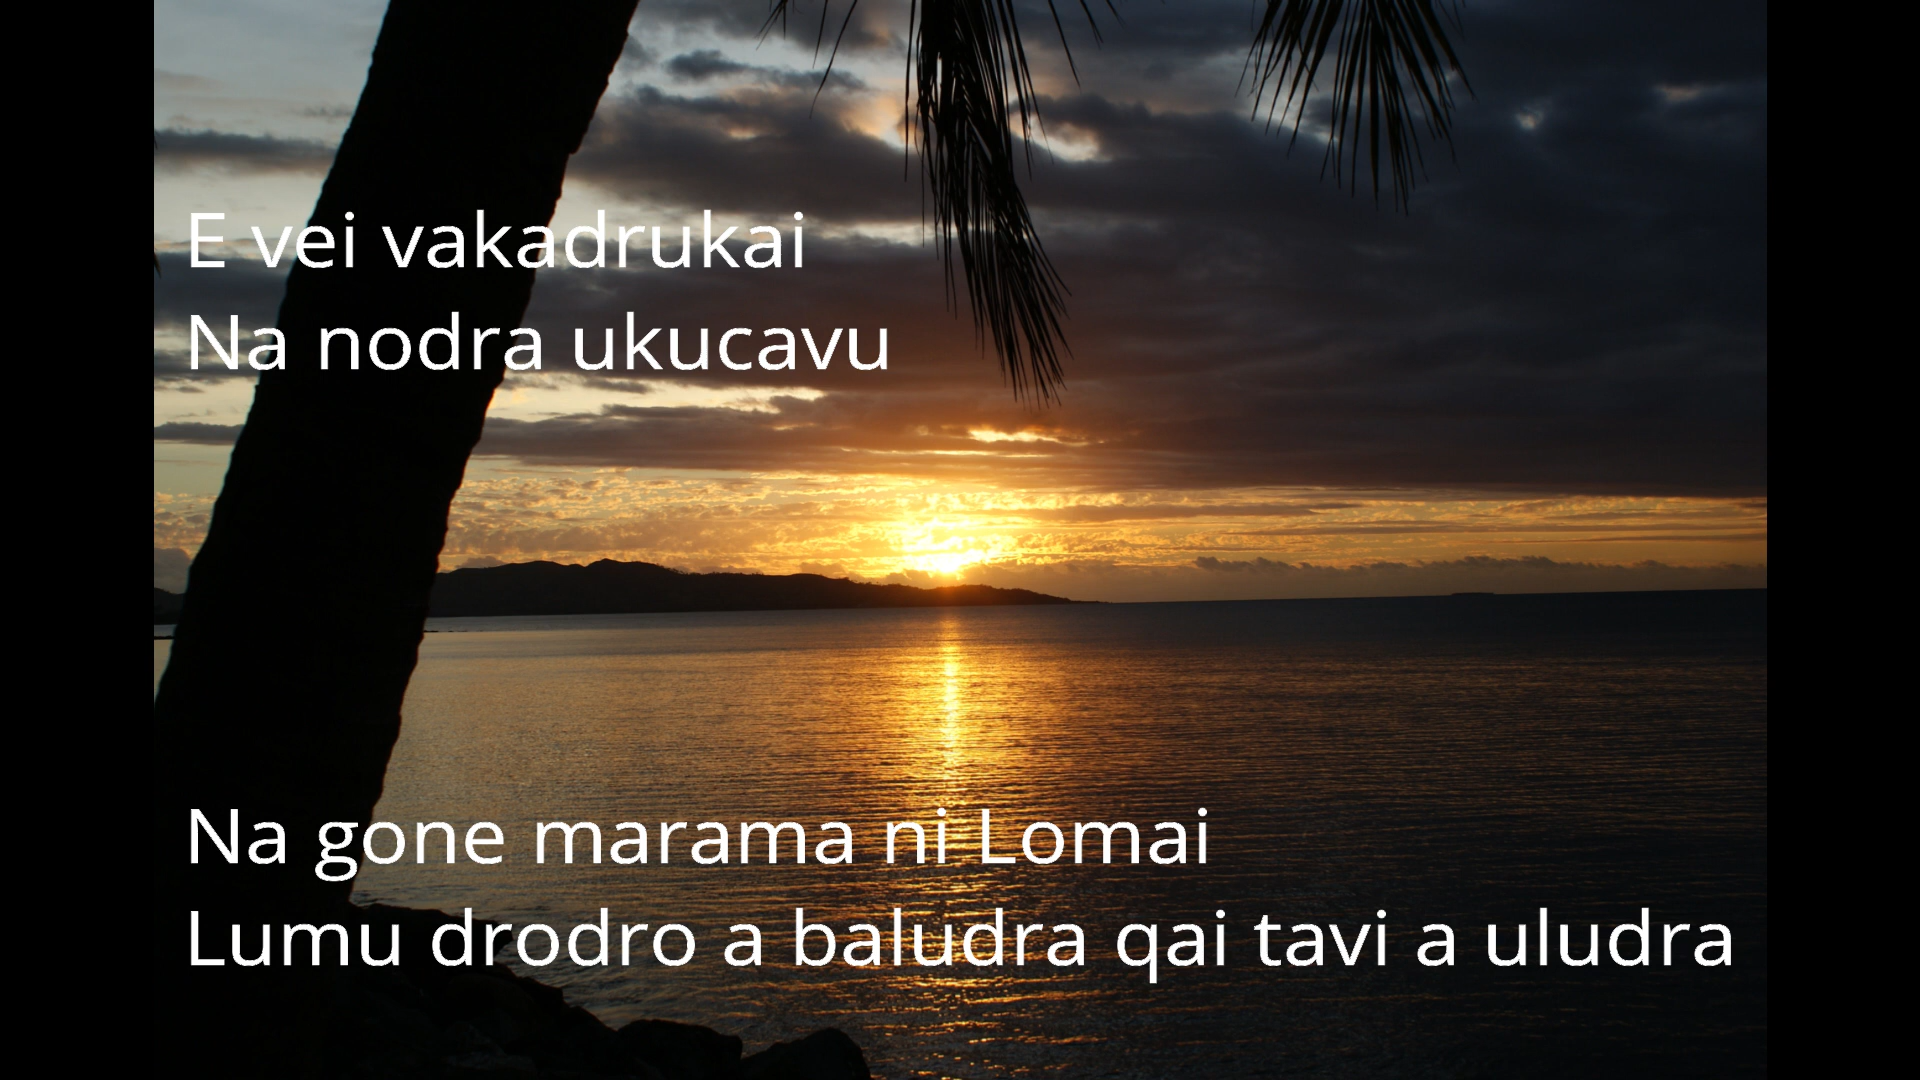 E vei vakadrukai
Na nodra ukucavu
Na gone marama ni Lomai
Lumu drodro a baludra qai tavi a uludra